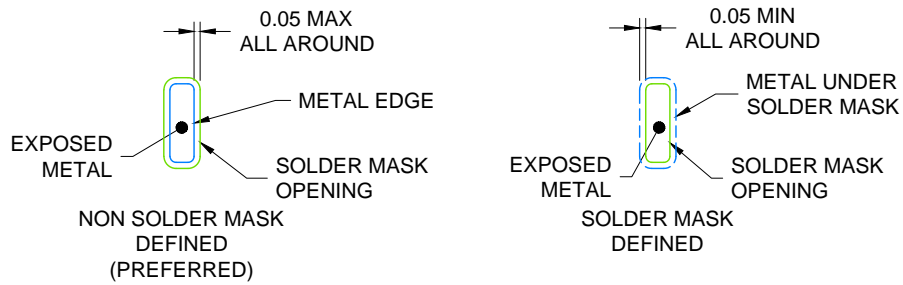 0.05 MAX
ALL AROUND
METAL EDGE
EXPOSED
METAL
SOLDER MASK
OPENING
NON SOLDER MASK
DEFINED
(PREFERRED)
0.05 MIN
ALL AROUND
METAL UNDER
SOLDER MASK
EXPOSED
METAL
SOLDER MASK
OPENING
SOLDER MASK
DEFINED